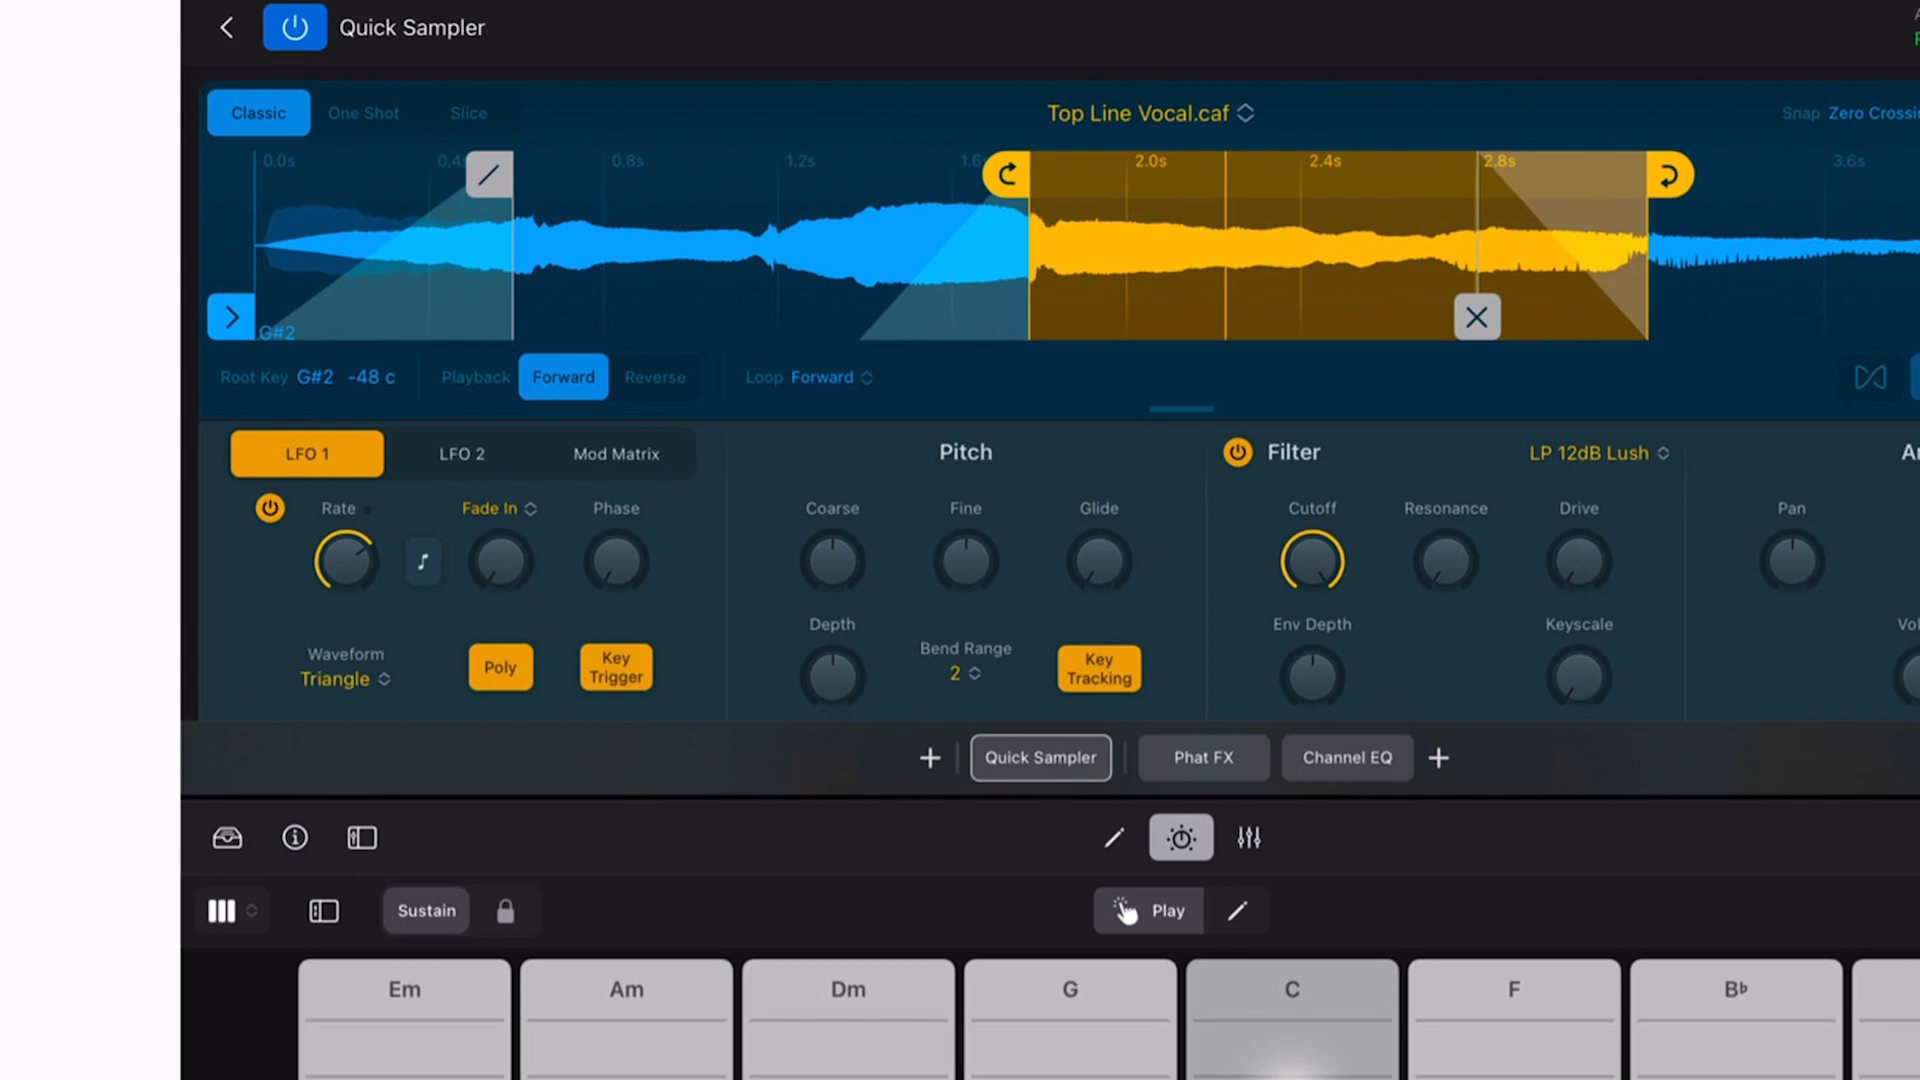 Quick Sampler
Classic One Shot Slice Top Line Vocal.caf Snap
0.0s 0.8s 1.2s 2.0s 2.4s 2.8s 3.6s
G#2
Root Key G#2 -48 c Playback Forward Reverse Loop Forward
LFO 1 LFO 2 Mod Matrix Pitch Filter LP 12dB Lush
Rate Fade In Phase Coarse Fine Glide Cutoff Resonance Drive Pan
Depth Env Depth Keyscale
Waveform Poly Key Bend Range Key
Triangle Trigger 2 Tracking
Quick Sampler Phat FX Channel EQ
Sustain Play
Em Am Dm G C F B♭